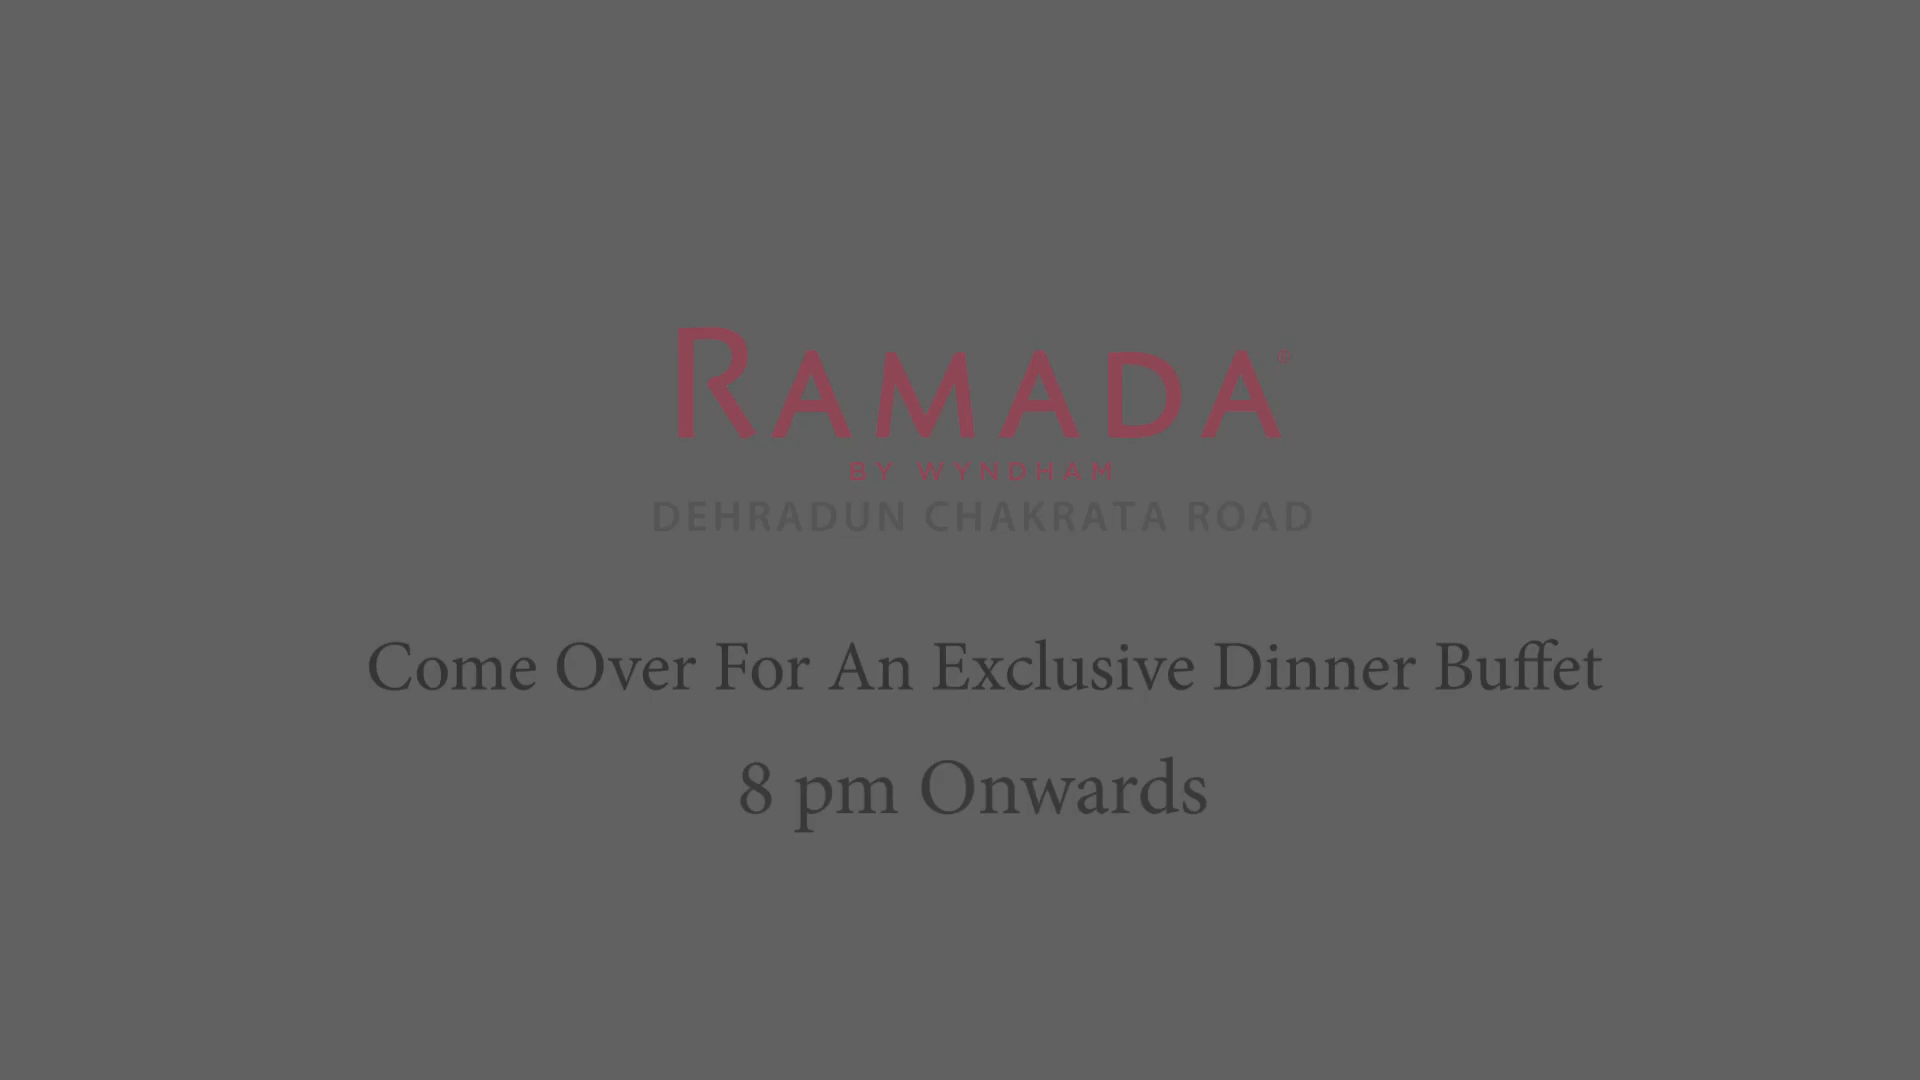 RAMADA®
BY WYNDHAM
DEHRADUN CHAKRATA ROAD
Come Over For An Exclusive Dinner Buffet
8 pm Onwards